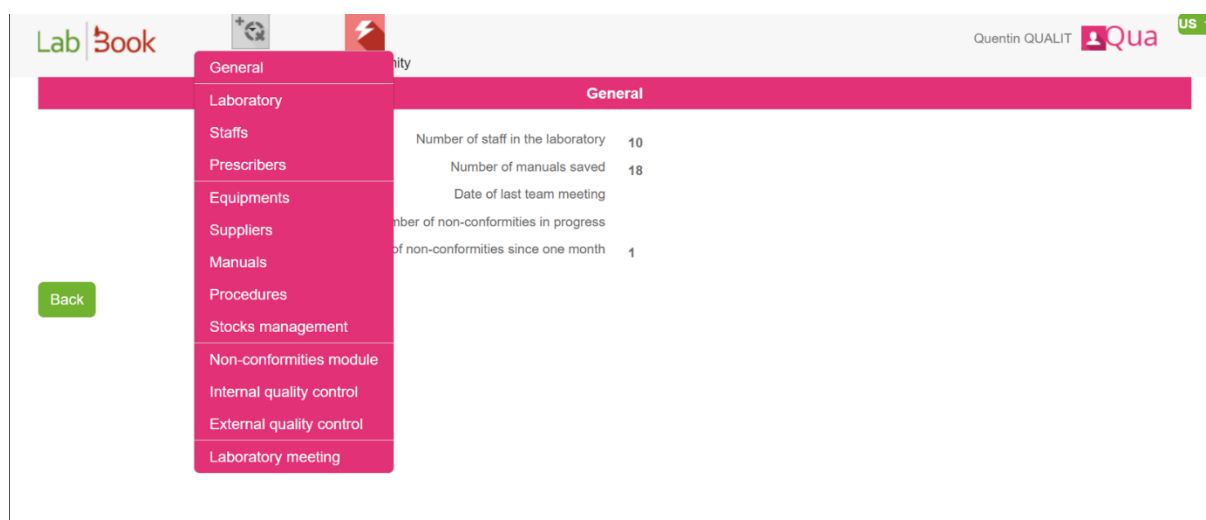 Lab Book
Quentin QUALIT Qua
US
nity
General
General
Laboratory
Staffs
Prescribers
Equipments
Suppliers
Manuals
Procedures
Stocks management
Non-conformities module
Internal quality control
External quality control
Laboratory meeting
Number of staff in the laboratory 10
Number of manuals saved 18
Date of last team meeting
mber of non-conformities in progress
of non-conformities since one month 1
Back